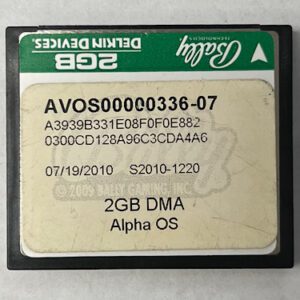 Bally
TECHNOLOGIES
2GB
DELKIN DEVICES
AVOS00000336-07
A3939B331E08F0F0E882
0300CD128A96C3CDA4A6
07/19/2010 S2010-1220
© 2009 BALLY GAMING, INC.
2GB DMA
Alpha OS